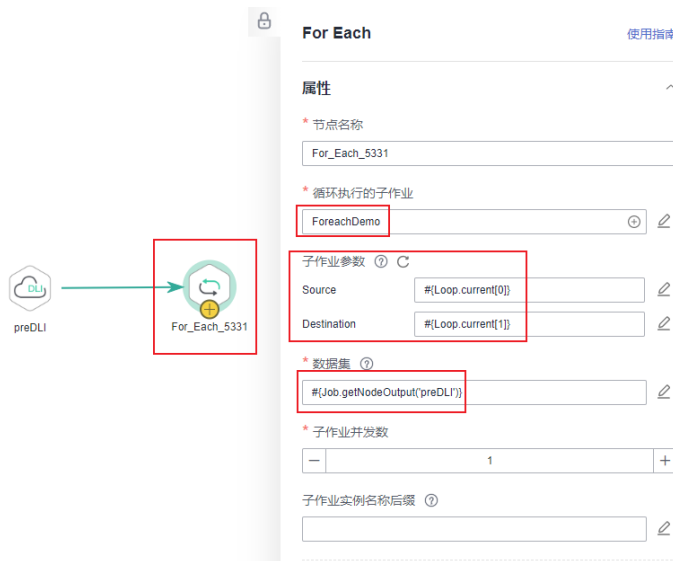 For Each
使用指南
属性
* 节点名称
For_Each_5331
* 循环执行的子作业
ForeachDemo
子作业参数
Source
#{Loop.current[0]}
Destination
#{Loop.current[1]}
* 数据集
#{Job.getNodeOutput('preDLI')}
* 子作业并发数
1
子作业实例名称后缀
DLI
preDLI
For_Each_5331